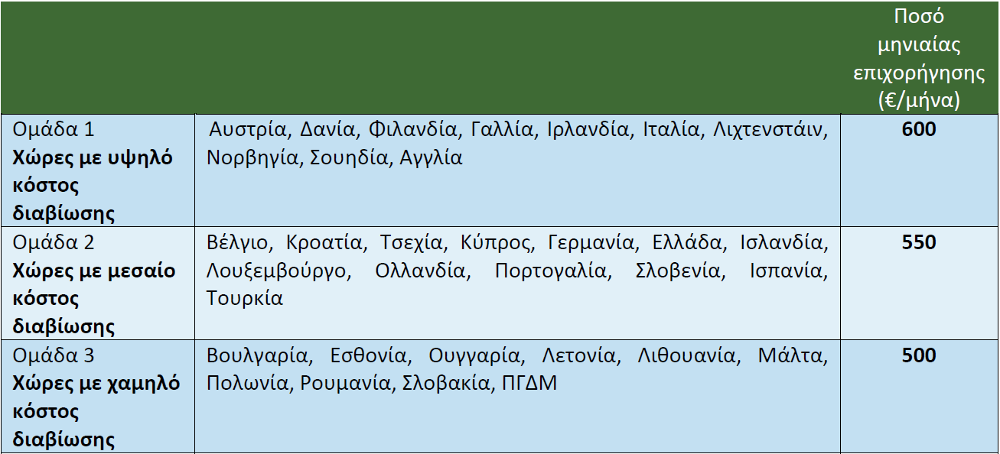 Ποσό
μηνιαίας
επιχορήγησης
(€/μήνα)
Ομάδα 1
Χώρες με υψηλό
κόστος
διαβίωσης
Αυστρία, Δανία, Φιλανδία, Γαλλία, Ιρλανδία, Ιταλία, Λιχτενστάιν,
Νορβηγία, Σουηδία, Αγγλία
600
Ομάδα 2
Χώρες με μεσαίο
κόστος
διαβίωσης
Βέλγιο, Κροατία, Τσεχία, Κύπρος, Γερμανία, Ελλάδα, Ισλανδία,
Λουξεμβούργο, Ολλανδία, Πορτογαλία, Σλοβενία, Ισπανία,
Τουρκία
550
Ομάδα 3
Χώρες με χαμηλό
κόστος
διαβίωσης
Βουλγαρία, Εσθονία, Ουγγαρία, Λετονία, Λιθουανία, Μάλτα,
Πολωνία, Ρουμανία, Σλοβακία, ΠΓΔΜ
500